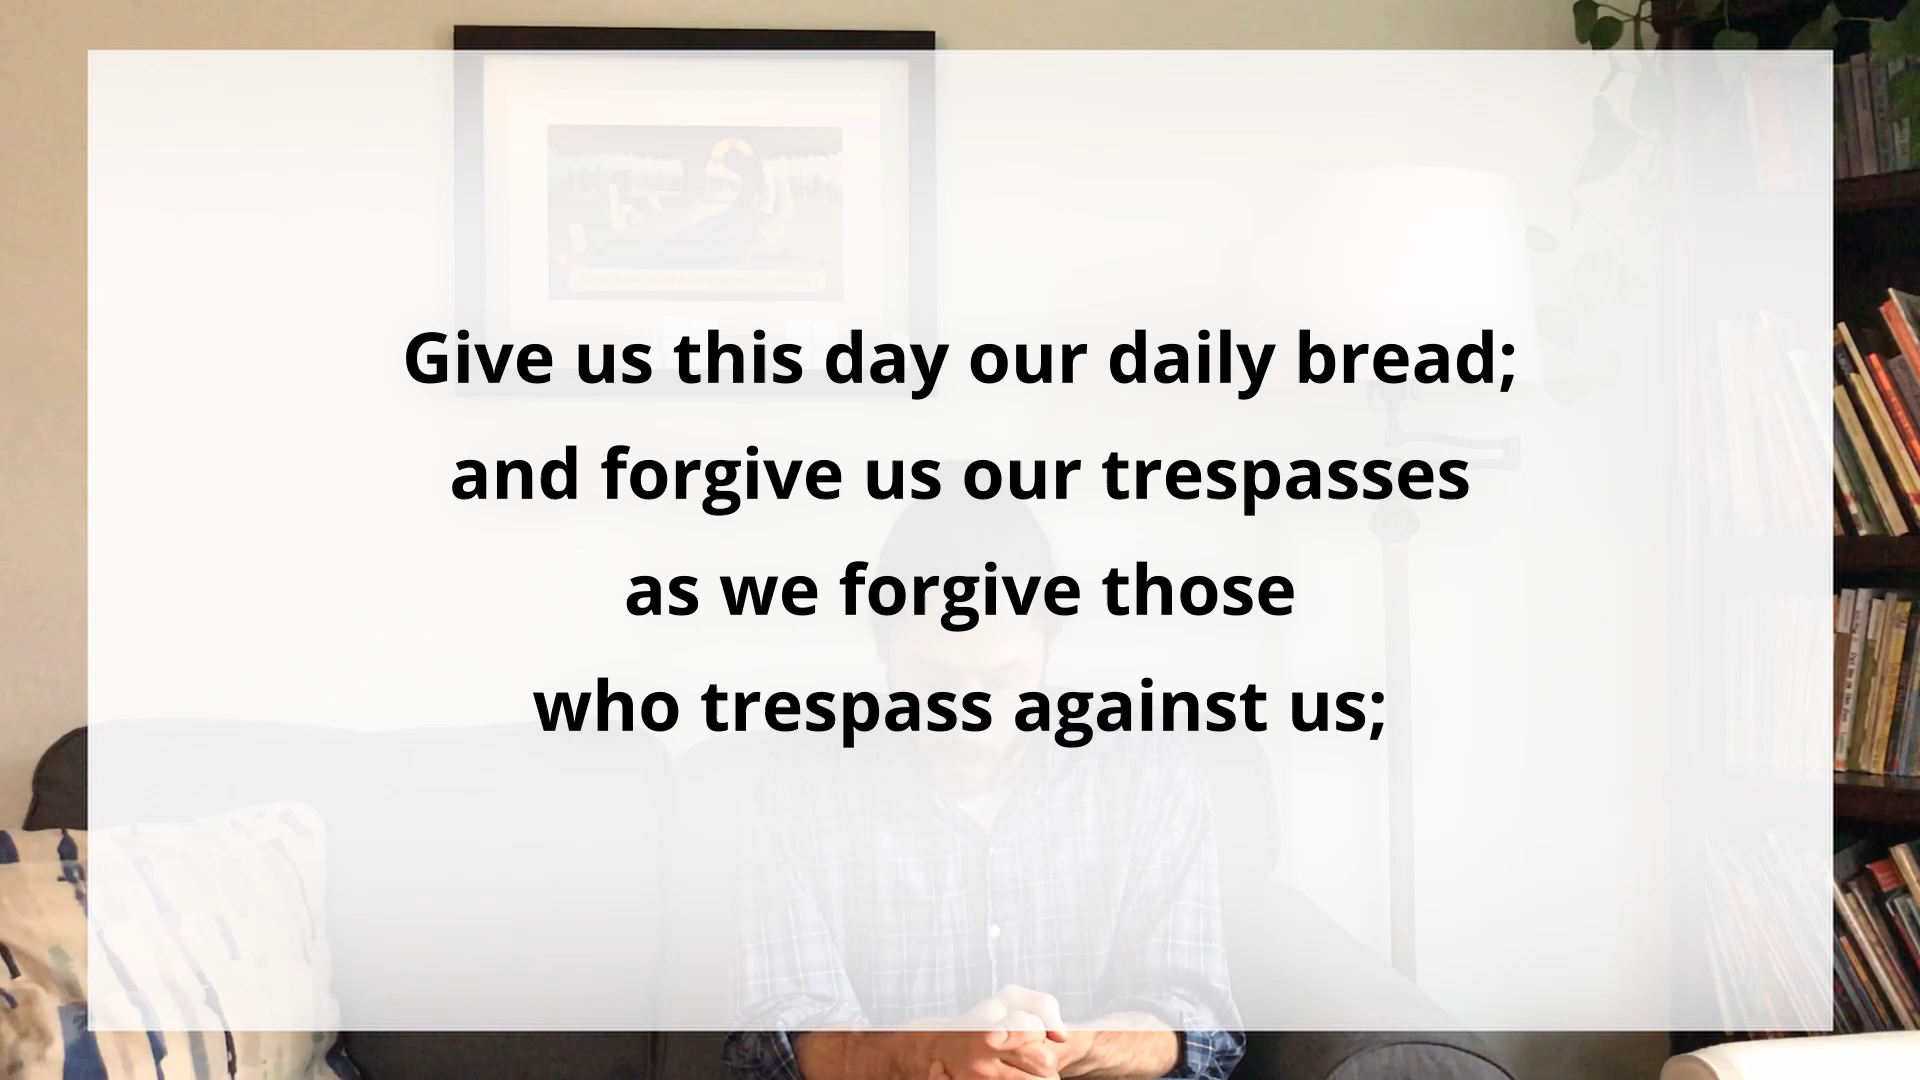 Give us this day our daily bread;
and forgive us our trespasses
as we forgive those
who trespass against us;